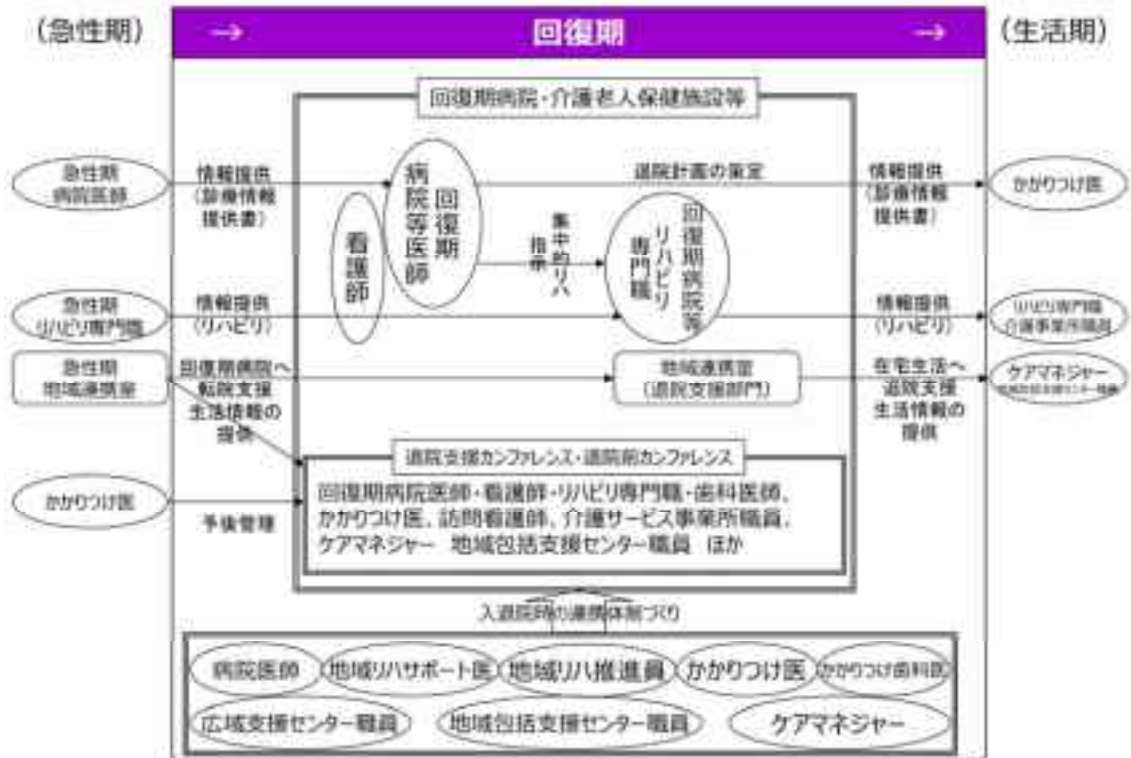 （急性期）
→ 回復期 →
（生活期）
回復期病院・介護老人保健施設等
急性期
病院医師
情報提供
（診療情報
提供書）
看護師
回復期
病院等医師
退院計画の策定
集中的リハ
指示
回復期病院等
リハビリ
専門職
情報提供
（診療情報
提供書）
かかりつけ医
急性期
リハビリ専門職
情報提供
（リハビリ）
情報提供
（リハビリ）
リハビリ専門職
介護事業所職員
急性期
地域連携室
回復期病院へ
転院支援
生活情報の
提供
地域連携室
（退院支援部門）
在宅生活へ
退院支援
生活情報の
提供
ケアマネジャー
地域包括支援センター職員
退院支援カンファレンス・退院前カンファレンス
回復期病院医師・看護師・リハビリ専門職・歯科医師、
かかりつけ医、訪問看護師、介護サービス事業所職員、
ケアマネジャー 地域包括支援センター職員 ほか
かかりつけ医
予後管理
入退院時の連携体制づくり
病院医師 地域リハサポート医 地域リハ推進員 かかりつけ医 かかりつけ歯科医
広域支援センター職員 地域包括支援センター職員 ケアマネジャー